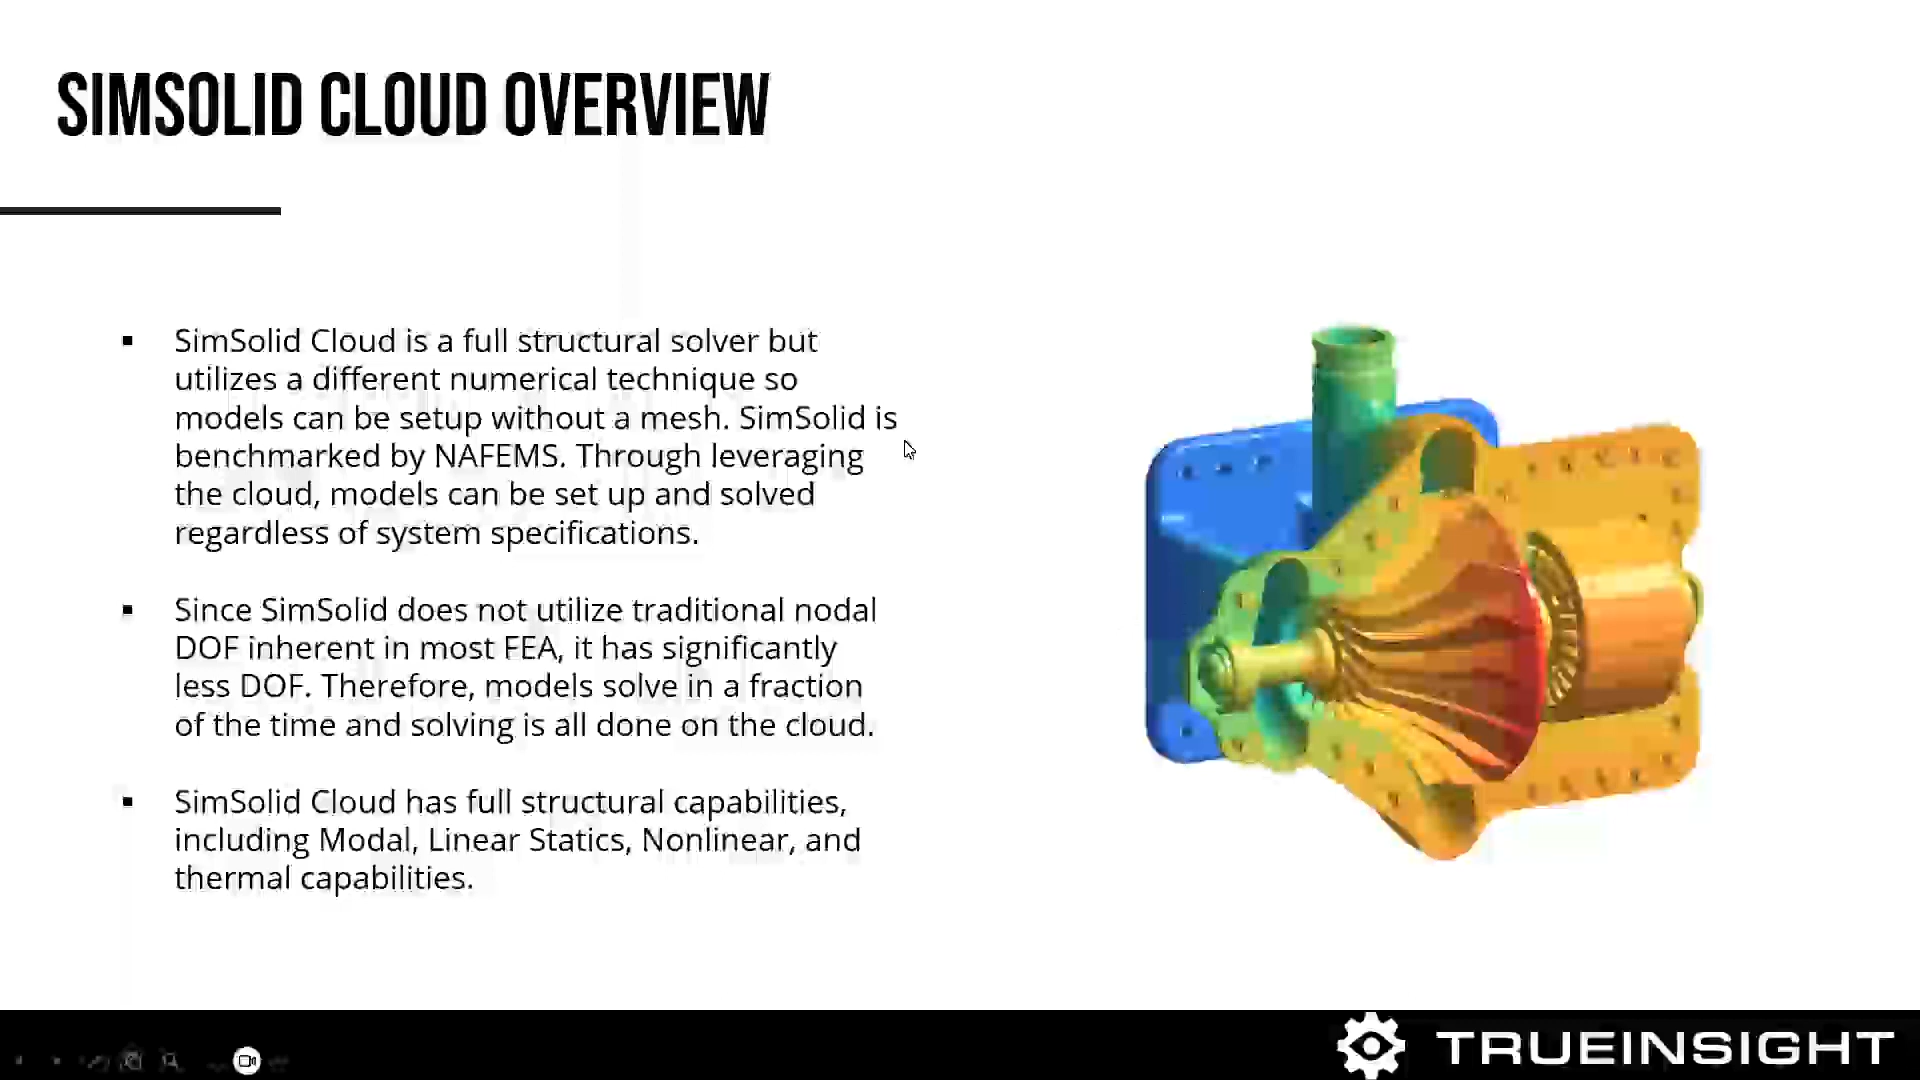 SIMSOLID CLOUD OVERVIEW
▪ SimSolid Cloud is a full structural solver but
utilizes a different numerical technique so
models can be setup without a mesh. SimSolid is
benchmarked by NAFEMS. Through leveraging
the cloud, models can be set up and solved
regardless of system specifications.
▪ Since SimSolid does not utilize traditional nodal
DOF inherent in most FEA, it has significantly
less DOF. Therefore, models solve in a fraction
of the time and solving is all done on the cloud.
▪ SimSolid Cloud has full structural capabilities,
including Modal, Linear Statics, Nonlinear, and
thermal capabilities.
TRUEINSIGHT